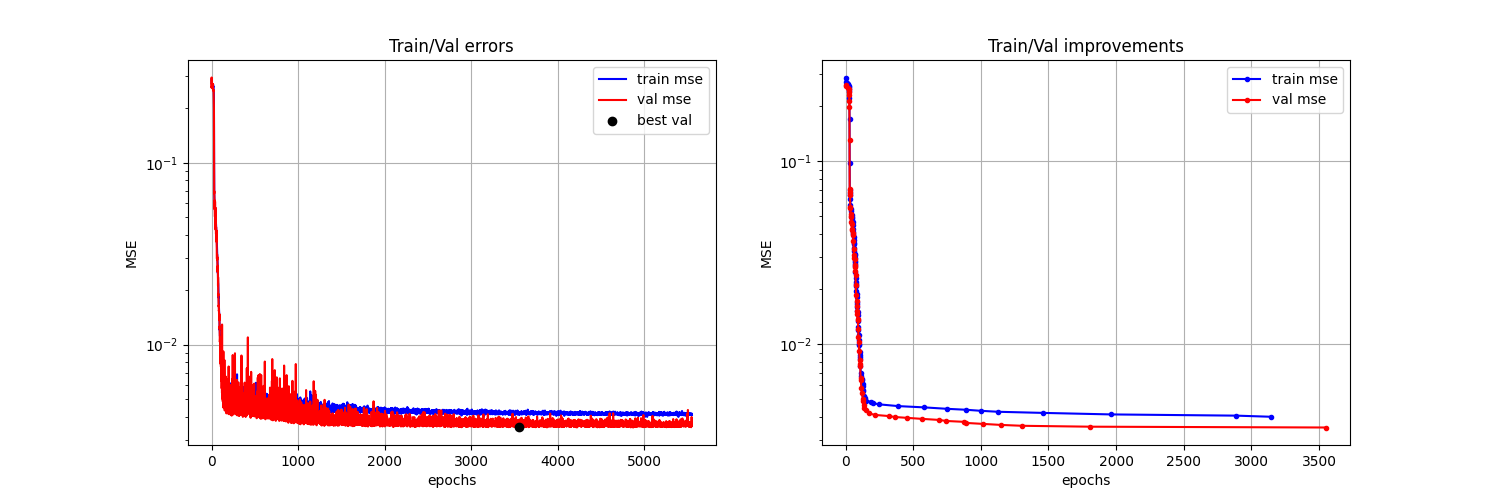 Train/Val errors
train mse
val mse
best val
MSE
10⁻¹
10⁻²
0 1000 2000 3000 4000 5000
epochs
Train/Val improvements
train mse
val mse
MSE
10⁻¹
10⁻²
0 500 1000 1500 2000 2500 3000 3500
epochs